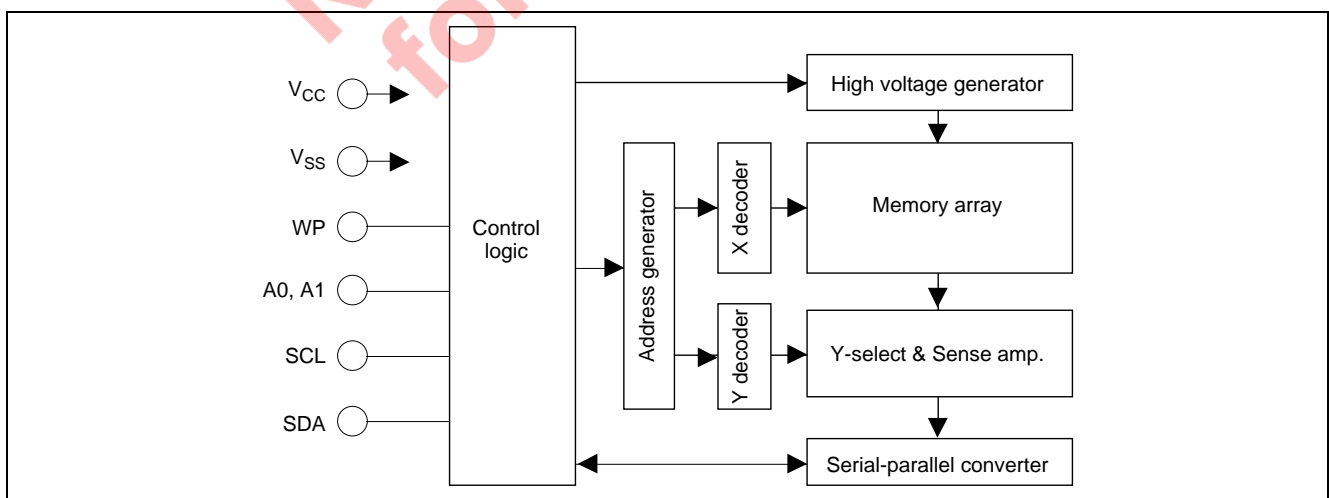 VCC
VSS
WP
A0, A1
SCL
SDA
Control
logic
Address generator
X decoder
Y decoder
High voltage generator
Memory array
Y-select & Sense amp.
Serial-parallel converter
for